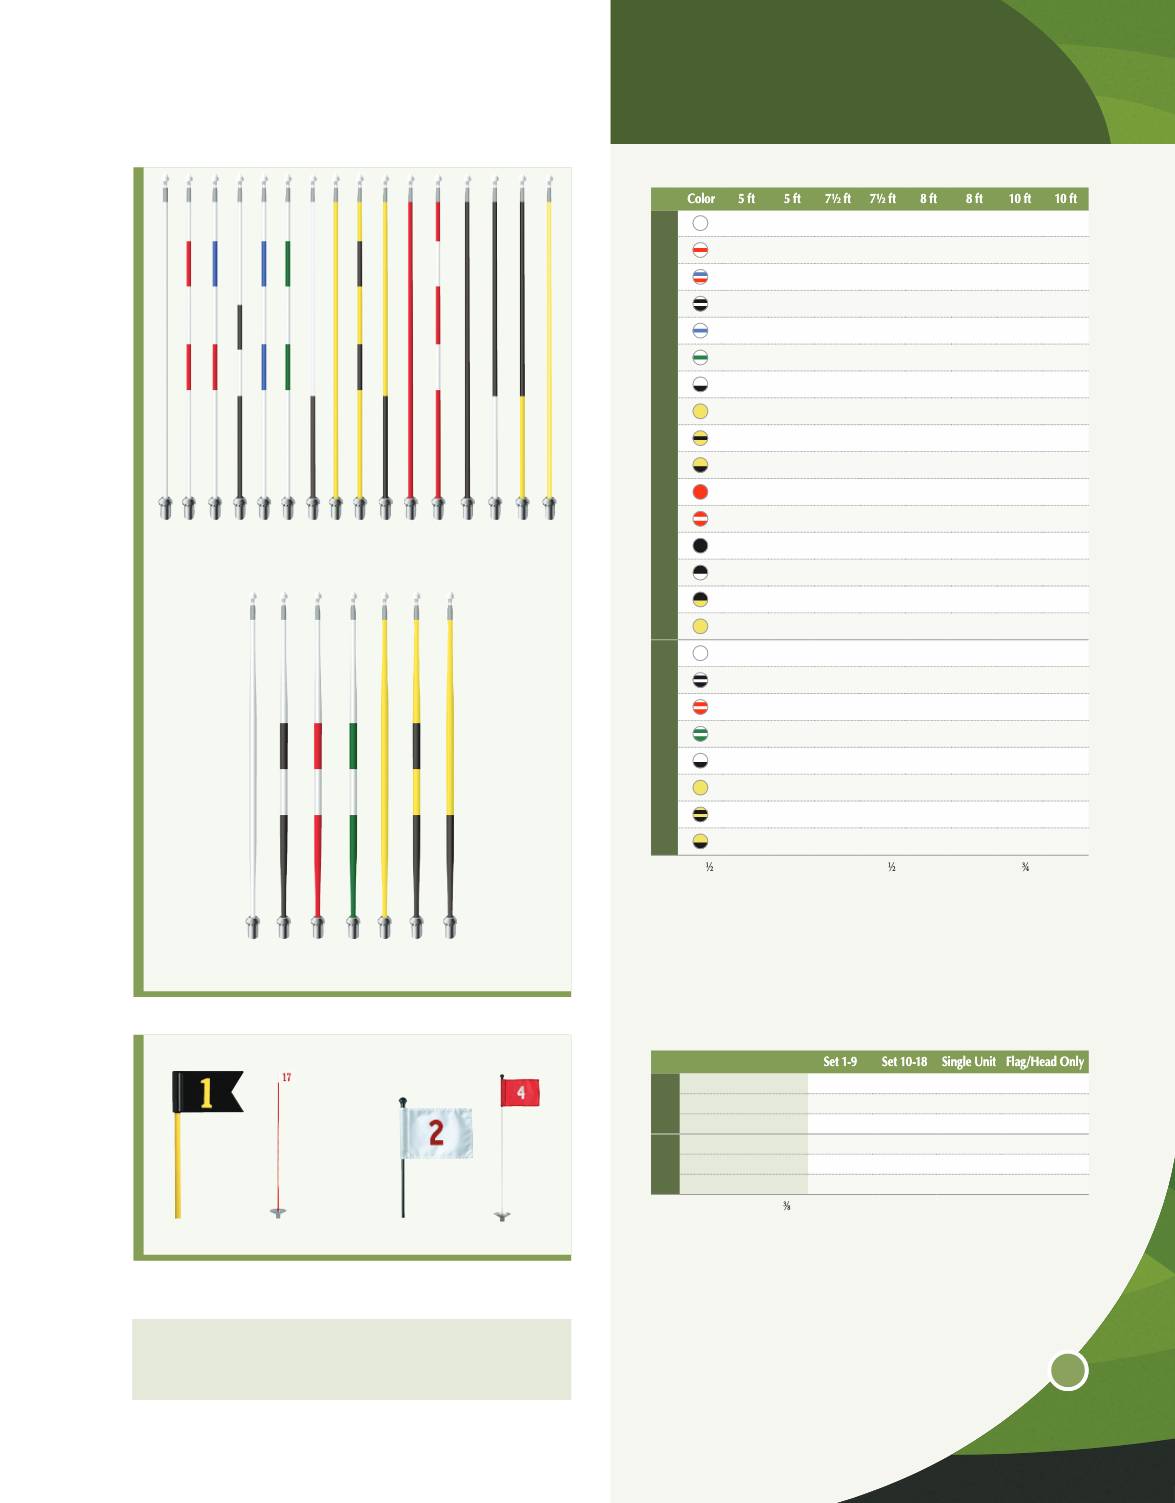 Color 5 ft 5 ft 7½ ft 7½ ft 8 ft 8 ft 10 ft 10 ft
½ ½ ¾
1
17
2
4
Set 1-9 Set 10-18 Single Unit Flag/Head Only
⅜